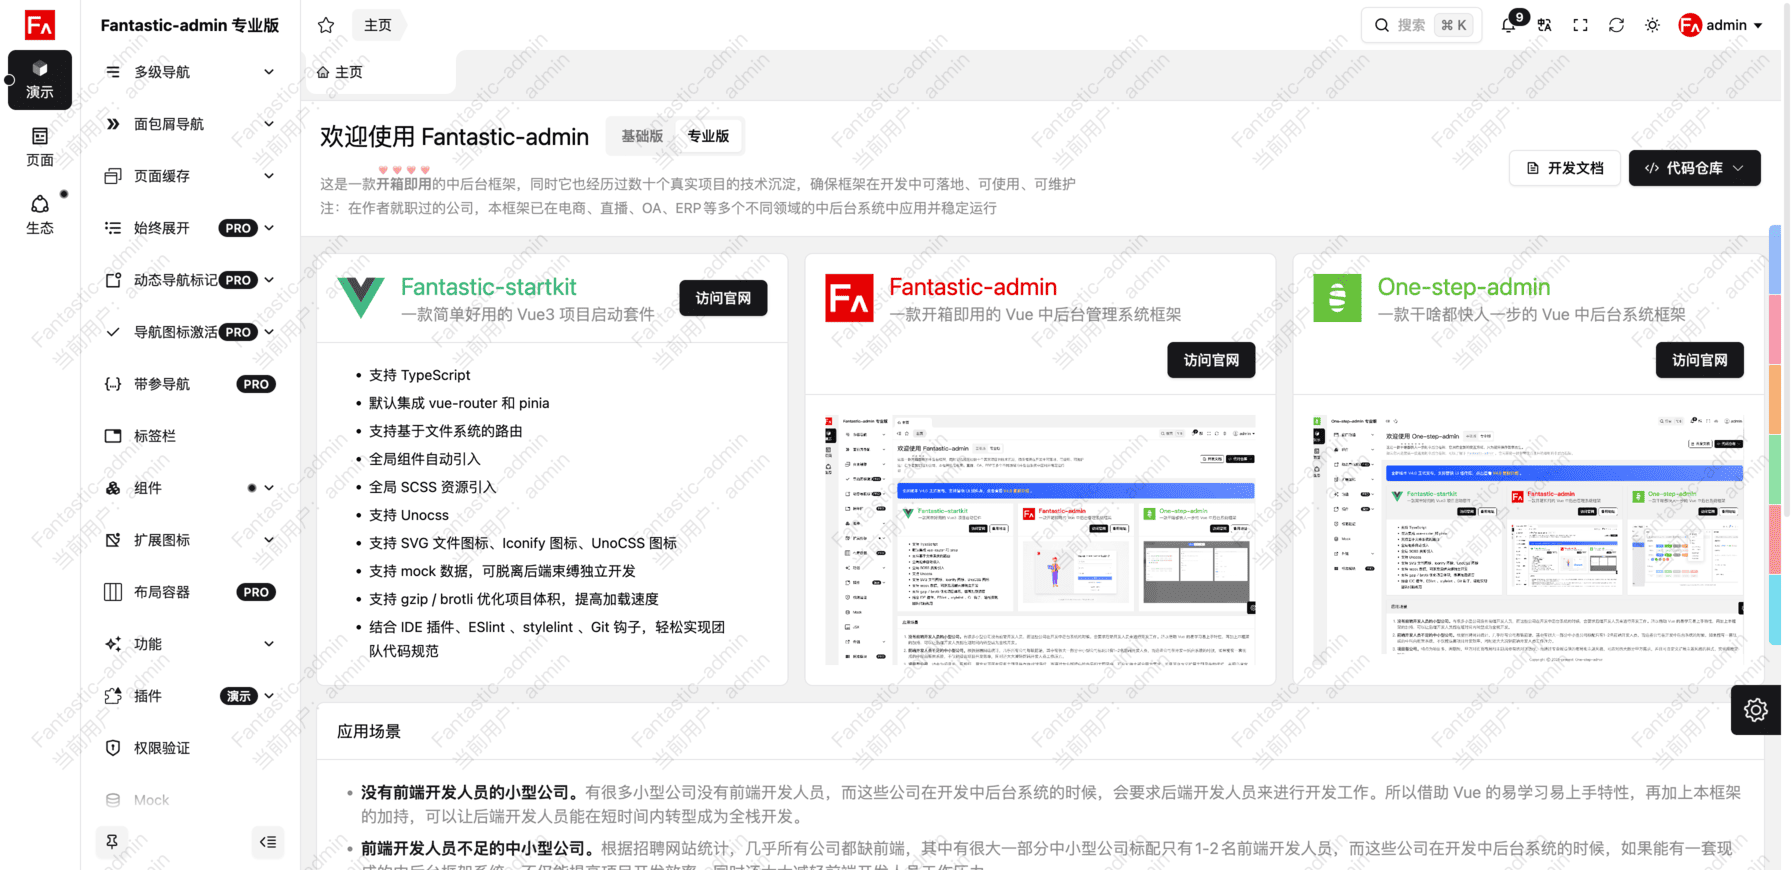 Fantastic-admin 专业版
主页
搜索 ⌘ K
9
admin
演示
页面
生态
多级导航
面包屑导航
页面缓存
始终展开 PRO
动态导航标记 PRO
导航图标激活 PRO
带参导航 PRO
标签栏
组件
扩展图标
布局容器 PRO
功能
插件 演示
权限验证
Mock
主页
欢迎使用 Fantastic-admin
基础版 专业版
这是一款开箱即用的中后台框架，同时它也经历过数十个真实项目的技术沉淀，确保框架在开发中可落地、可使用、可维护
注：在作者就职过的公司，本框架已在电商、直播、OA、ERP等多个不同领域的中后台系统中应用并稳定运行
开发文档
代码仓库
Fantastic-startkit
一款简单好用的 Vue3 项目启动套件
访问官网
• 支持 TypeScript
• 默认集成 vue-router 和 pinia
• 支持基于文件系统的路由
• 全局组件自动引入
• 全局 SCSS 资源引入
• 支持 Unocss
• 支持 SVG 文件图标、Iconify 图标、UnoCSS 图标
• 支持 mock 数据，可脱离后端束缚独立开发
• 支持 gzip / brotli 优化项目体积，提高加载速度
• 结合 IDE 插件、ESlint 、stylelint 、Git 钩子，轻松实现团
队代码规范
Fantastic-admin
一款开箱即用的 Vue 中后台管理系统框架
访问官网
One-step-admin
一款干啥都快人一步的 Vue 中后台系统框架
访问官网
应用场景
• 没有前端开发人员的小型公司。有很多小型公司没有前端开发人员，而这些公司在开发中后台系统的时候，会要求后端开发人员来进行开发工作。所以借助 Vue 的易学习易上手特性，再加上本框架
的加持，可以让后端开发人员能在短时间内转型成为全栈开发。
• 前端开发人员不足的中小型公司。根据招聘网站统计，几乎所有公司都缺前端，其中有很大一部分中小型公司标配只有1-2名前端开发人员，而这些公司在开发中后台系统的时候，如果能有一套现
当前用户：admin
Fantastic-admin